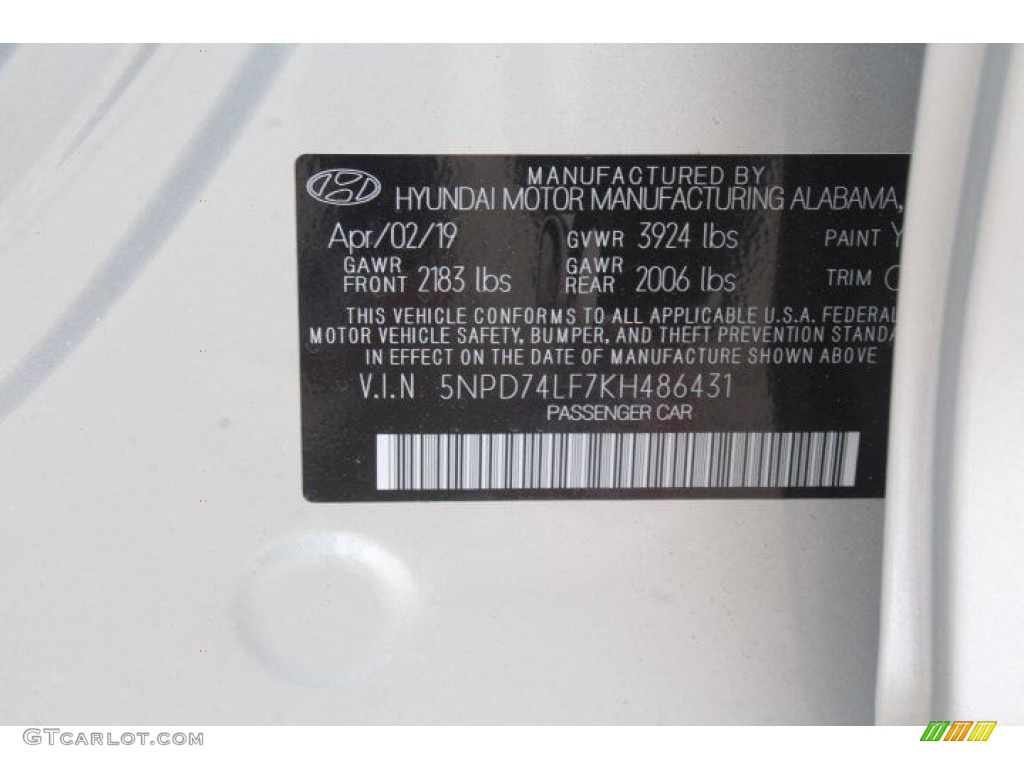 MANUFACTURED BY
HYUNDAI MOTOR MANUFACTURING ALABAMA,
Apr/02/19 GVWR 3924 lbs PAINT Y
GAWR FRONT 2183 lbs GAWR REAR 2006 lbs TRIM
THIS VEHICLE CONFORMS TO ALL APPLICABLE U.S.A. FEDERAL
MOTOR VEHICLE SAFETY, BUMPER, AND THEFT PREVENTION STANDA
IN EFFECT ON THE DATE OF MANUFACTURE SHOWN ABOVE
V.I.N 5NPD74LF7KH486431
PASSENGER CAR
GTCARLOT.COM